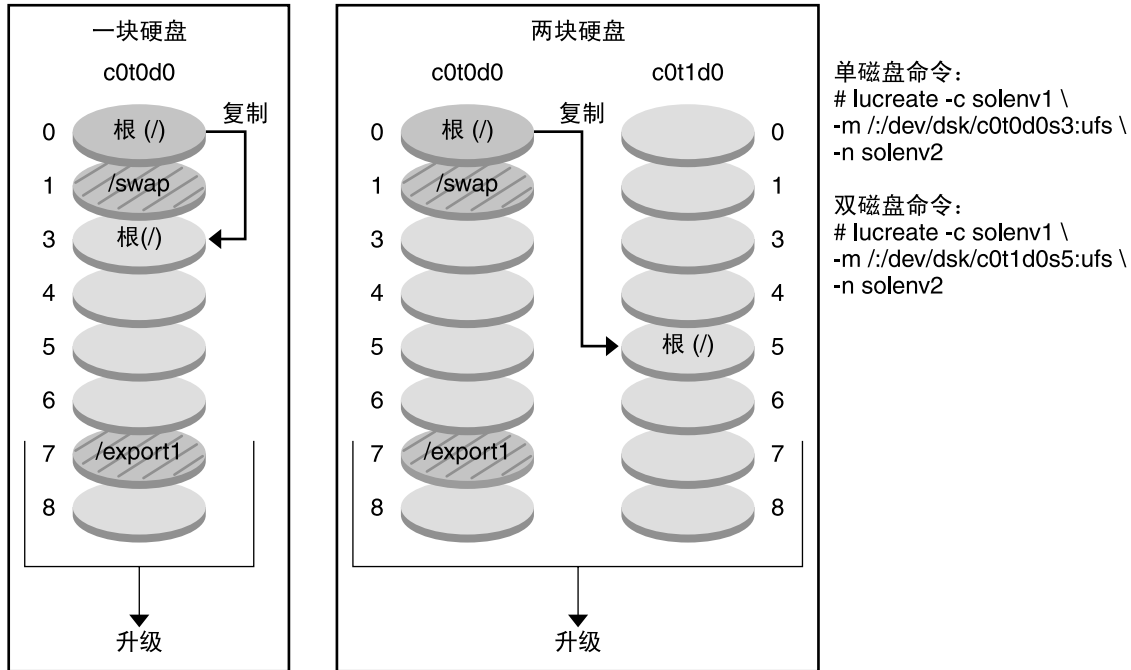 一块硬盘
c0t0d0
复制
0
根 (/)
1
/swap
3
根(/)
4
5
6
7
/export1
8
升级
两块硬盘
c0t0d0
c0t1d0
复制
0
根 (/)
0
1
/swap
1
3
3
4
4
5
根 (/)
5
6
6
7
/export1
7
8
8
升级
单磁盘命令：
# lucreate -c solenv1 \
-m /:/dev/dsk/c0t0d0s3:ufs \
-n solenv2
双磁盘命令：
# lucreate -c solenv1 \
-m /:/dev/dsk/c0t1d0s5:ufs \
-n solenv2